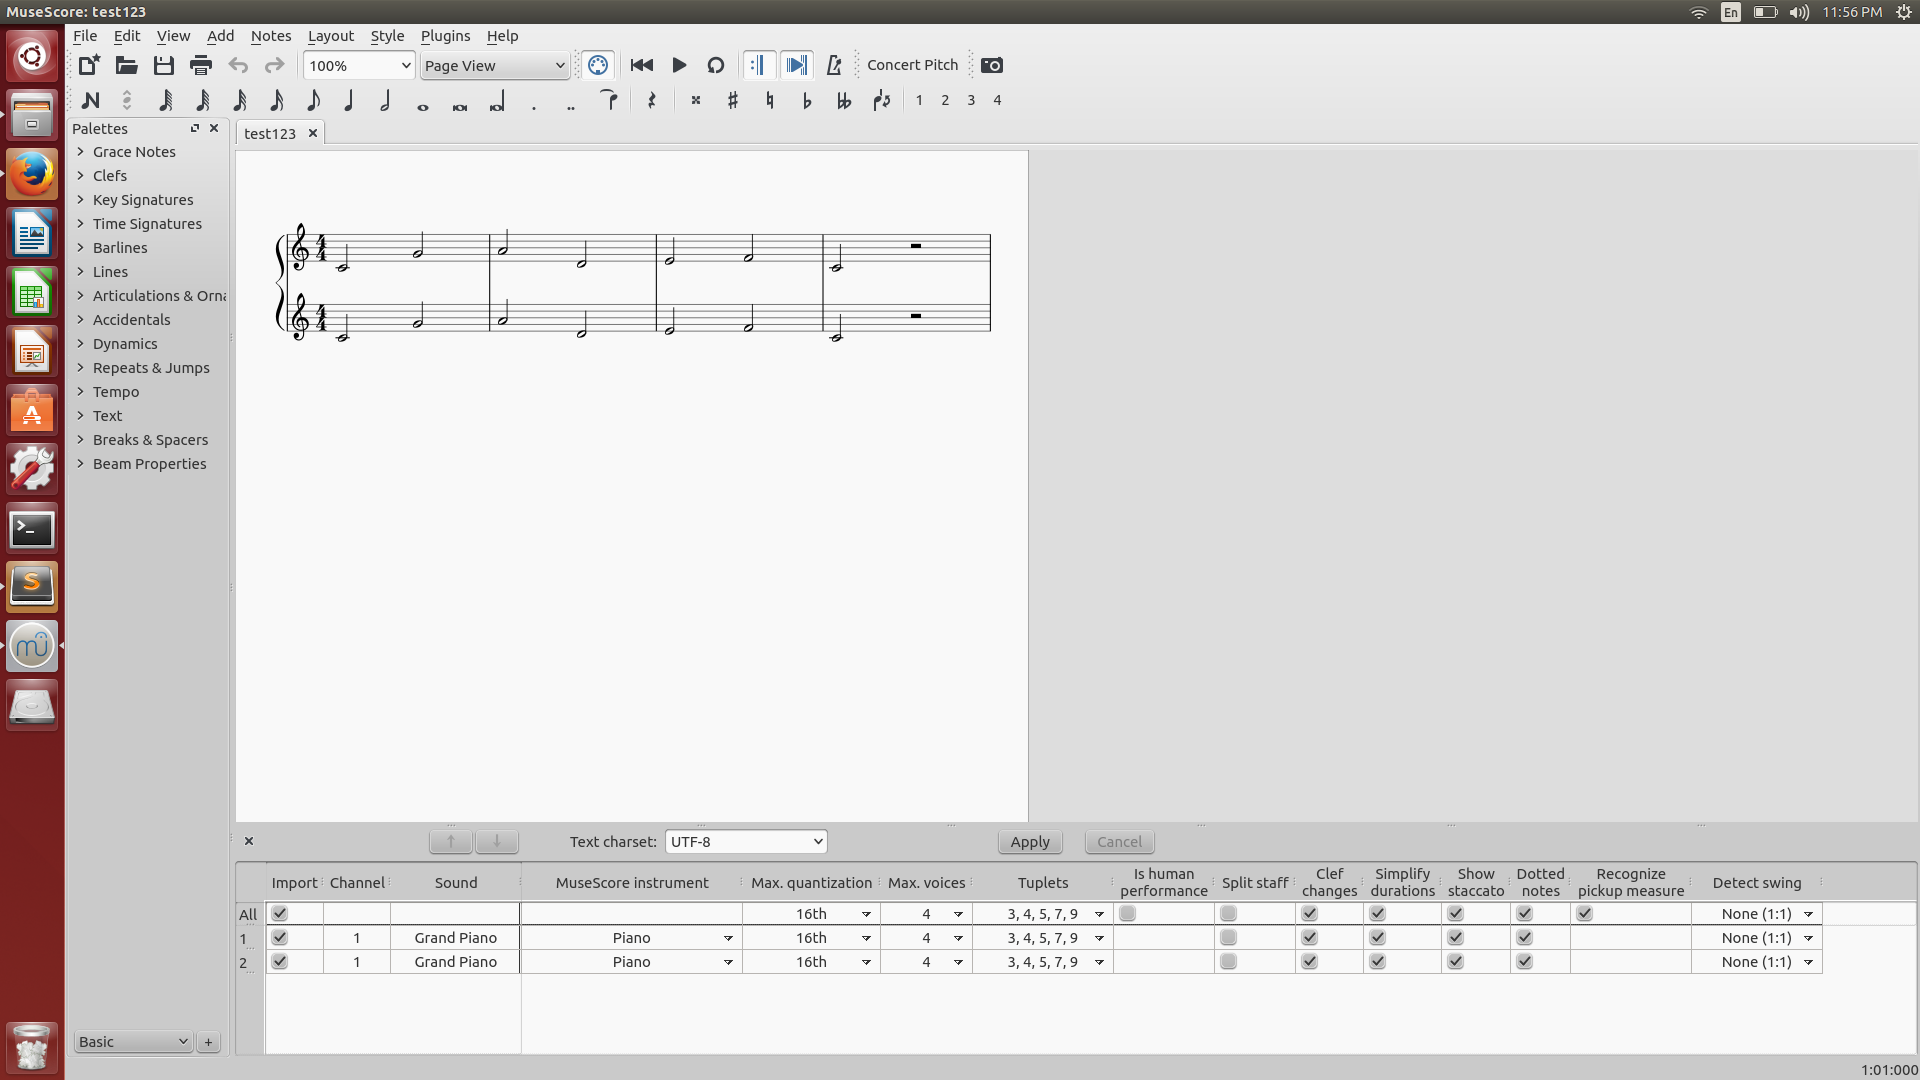 MuseScore: test123
En
11:56 PM
File Edit View Add Notes Layout Style Plugins Help
100%
Page View
Concert Pitch
1 2 3 4
Palettes
test123
Grace Notes
Clefs
Key Signatures
Time Signatures
Barlines
Lines
Articulations & Orna
Accidentals
Dynamics
Repeats & Jumps
Tempo
Text
Breaks & Spacers
Beam Properties
Basic
+
Text charset: UTF-8 Apply Cancel
Import Channel Sound MuseScore instrument Max. quantization Max. voices Tuplets Is human performance Split staff Clef changes Simplify durations Show staccato Dotted notes Recognize pickup measure Detect swing
All 16th 4 3, 4, 5, 7, 9 None (1:1)
1 1 Grand Piano Piano 16th 4 3, 4, 5, 7, 9 None (1:1)
2 1 Grand Piano Piano 16th 4 3, 4, 5, 7, 9 None (1:1)
1:01:000